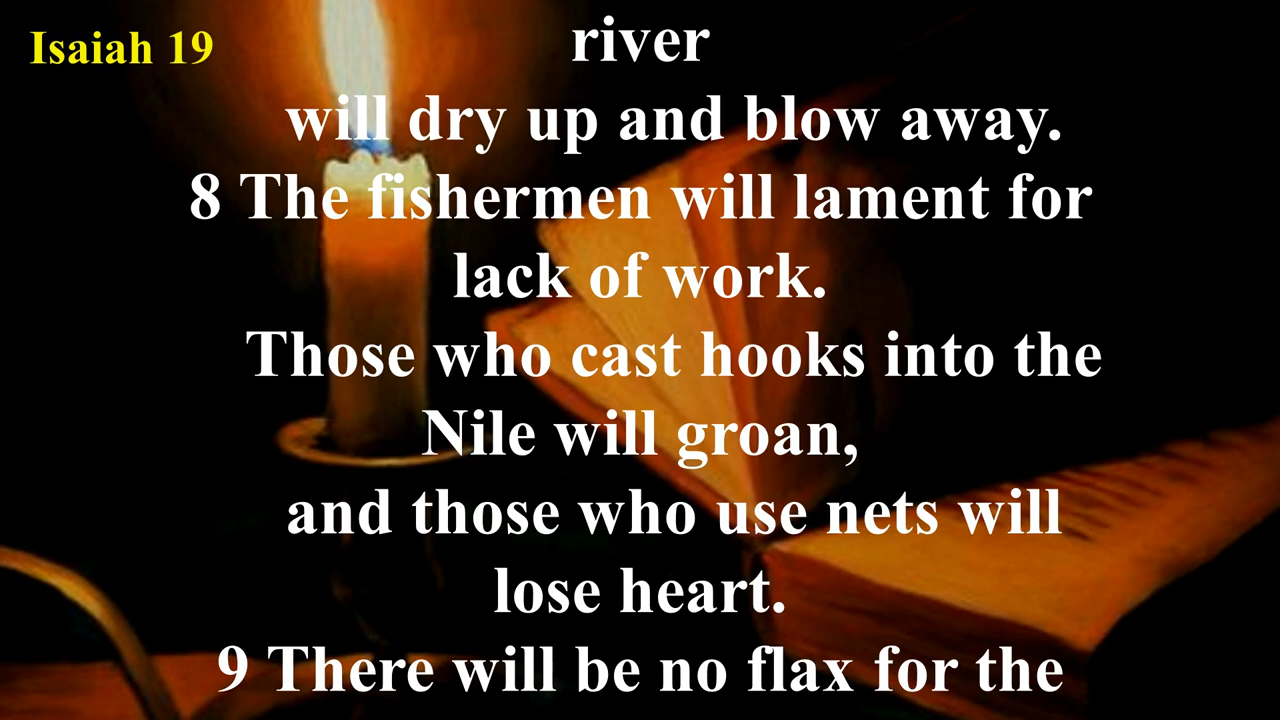 Isaiah 19
river
will dry up and blow away.
8 The fishermen will lament for
lack of work.
Those who cast hooks into the
Nile will groan,
and those who use nets will
lose heart.
9 There will be no flax for the